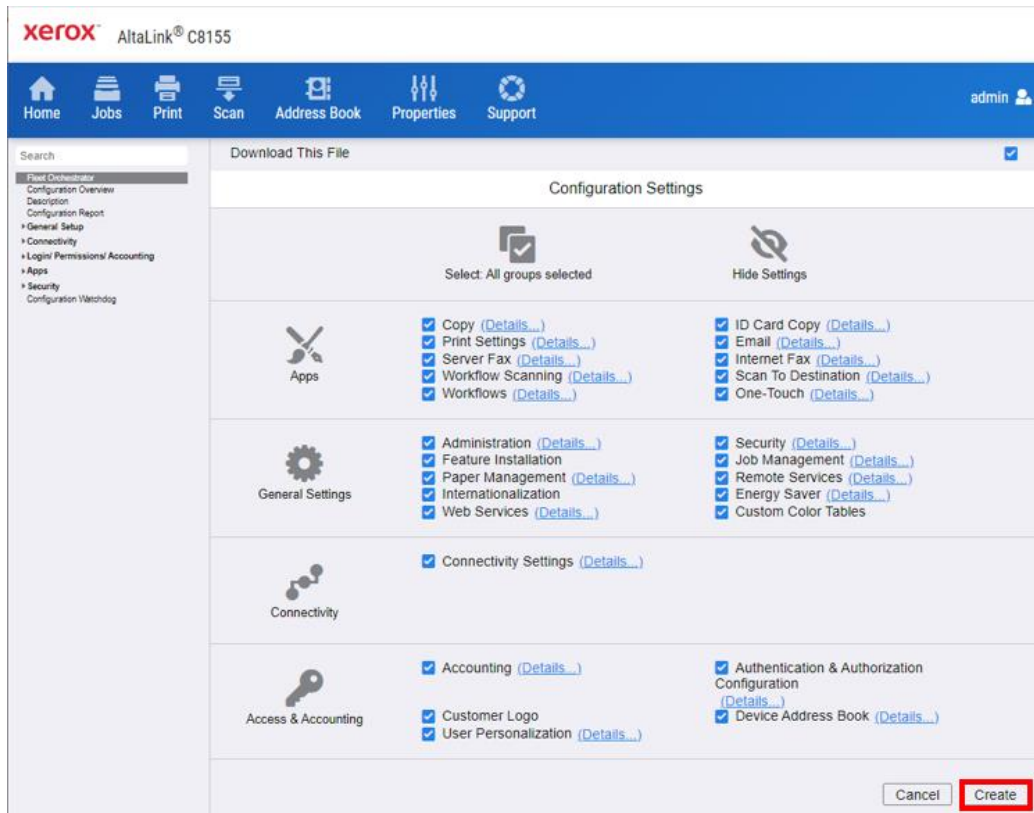 xerox™ AltaLink® C8155
Home Jobs Print Scan Address Book Properties Support admin
Search
Fleet Orchestrator
Configuration Overview
Description
Configuration Report
General Setup
Connectivity
Login/ Permissions/ Accounting
Apps
Security
Configuration Watchdog
Download This File
Configuration Settings
Select: All groups selected Hide Settings
Apps
Copy (Details...) ID Card Copy (Details...)
Print Settings (Details...) Email (Details...)
Server Fax (Details...) Internet Fax (Details...)
Workflow Scanning (Details...) Scan To Destination (Details...)
Workflows (Details...) One-Touch (Details...)
General Settings
Administration (Details...) Security (Details...)
Feature Installation Job Management (Details...)
Paper Management (Details...) Remote Services (Details...)
Internationalization Energy Saver (Details...)
Web Services (Details...) Custom Color Tables
Connectivity
Connectivity Settings (Details...)
Access & Accounting
Accounting (Details...) Authentication & Authorization
Configuration
(Details...)
Customer Logo Device Address Book (Details...)
User Personalization (Details...)
Cancel Create